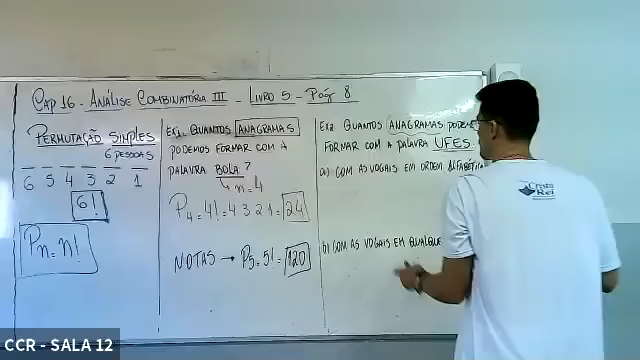 CAP 16 - ANÁLISE COMBINATÓRIA III - LIVRO 5 - PÁG 8
PERMUTAÇÃO SIMPLES
6 PESSOAS
6 5 4 3 2 1
6!
Pn = n!
EX1. QUANTOS ANAGRAMAS
PODEMOS FORMAR COM A
PALAVRA BOLA?
n = 4
P4 = 4! = 4 3 2 1 = 24
NOTAS → P5 = 5! = 120
EX2 QUANTOS ANAGRAMAS
FORMAR COM A PALAVRA UFES
a) COM AS VOGAIS EM ORDEM ALFABÉTICA
b) COM AS VOGAIS EM
Cristo
Rei
CCR - SALA 12